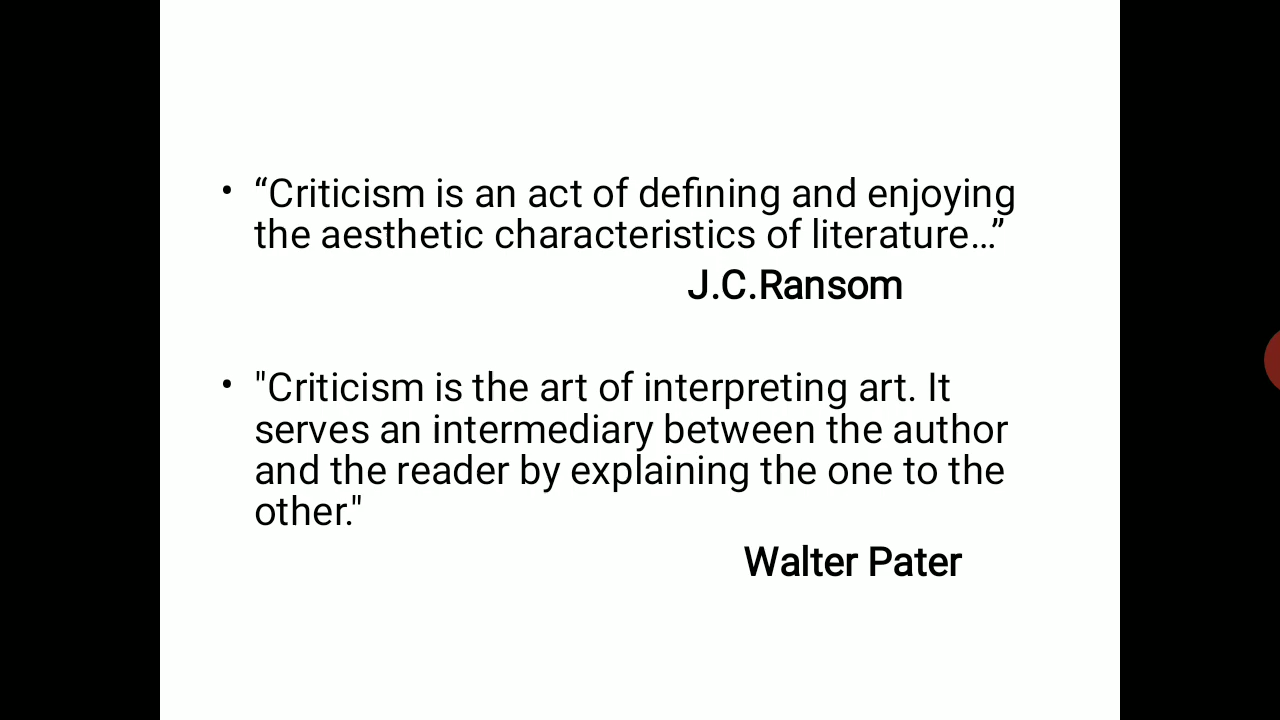 • “Criticism is an act of defining and enjoying
the aesthetic characteristics of literature…”
J.C.Ransom
• "Criticism is the art of interpreting art. It
serves an intermediary between the author
and the reader by explaining the one to the
other."
Walter Pater